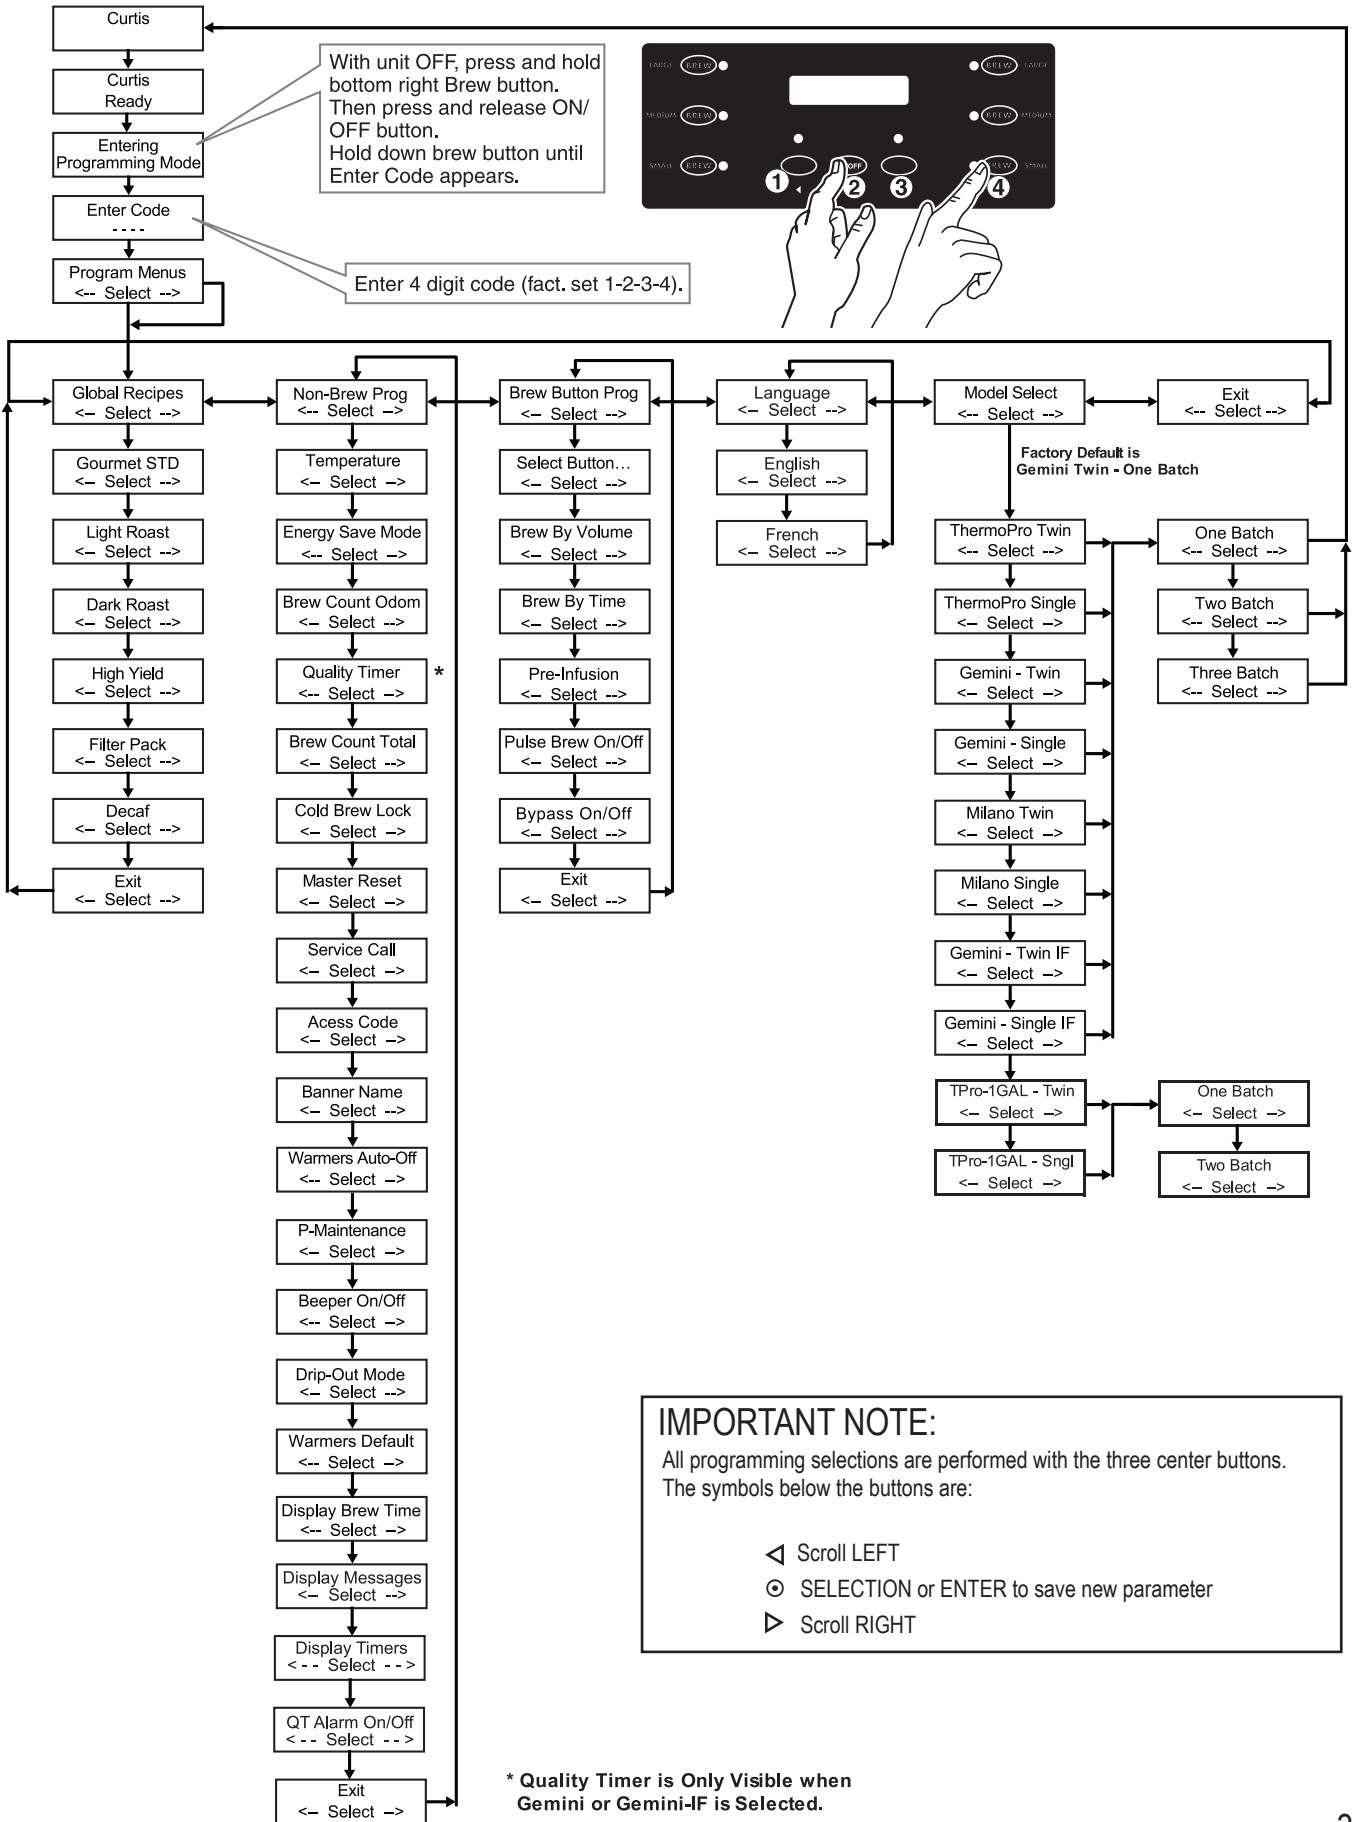 Curtis
Curtis
Ready
Entering
Programming Mode
Enter Code
- - - -
Program Menus
<-- Select -->
With unit OFF, press and hold
bottom right Brew button.
Then press and release ON/
OFF button.
Hold down brew button until
Enter Code appears.
Enter 4 digit code (fact. set 1-2-3-4).
LARGE BREW
MEDIUM BREW
SMALL BREW
BREW LARGE
BREW MEDIUM
BREW SMALL
OFF
1
2
3
4
Global Recipes
<-- Select -->
Gourmet STD
<-- Select -->
Light Roast
<-- Select -->
Dark Roast
<-- Select -->
High Yield
<-- Select -->
Filter Pack
<– Select -->
Decaf
<– Select -->
Exit
<– Select -->
Non-Brew Prog
<-- Select –>
Temperature
<-- Select –>
Energy Save Mode
<-- Select –>
Brew Count Odom
<-- Select –>
Quality Timer
<-- Select –>
*
Brew Count Total
<-- Select -->
Cold Brew Lock
<-- Select –>
Master Reset
<-- Select –>
Service Call
<-- Select –>
Acess Code
<-- Select –>
Banner Name
<-- Select -->
Warmers Auto-Off
<-- Select –>
P-Maintenance
<– Select –>
Beeper On/Off
<– Select –>
Drip-Out Mode
<– Select -->
Warmers Default
<-- Select –>
Display Brew Time
<-- Select –>
Display Messages
<– Select -->
Display Timers
< - - Select - - >
QT Alarm On/Off
< - - Select - - >
Exit
<– Select –>
Brew Button Prog
<– Select –>
Select Button...
<– Select -->
Brew By Volume
<– Select -->
Brew By Time
<– Select -->
Pre-Infusion
<– Select -->
Pulse Brew On/Off
<– Select -->
Bypass On/Off
<– Select -->
Exit
<– Select -->
Language
<– Select -->
English
<– Select -->
French
<– Select -->
Model Select
<-- Select –>
Factory Default is
Gemini Twin - One Batch
ThermoPro Twin
<-- Select –>
ThermoPro Single
<– Select –>
Gemini - Twin
<– Select –>
Gemini - Single
<– Select –>
Milano Twin
<– Select –>
Milano Single
<– Select –>
Gemini - Twin IF
<– Select –>
Gemini - Single IF
<– Select –>
TPro-1GAL - Twin
<– Select –>
TPro-1GAL - Sngl
<– Select –>
Exit
<-- Select -->
One Batch
<-- Select –>
Two Batch
<-- Select –>
Three Batch
<-- Select –>
One Batch
<-- Select –>
Two Batch
<-- Select –>
IMPORTANT NOTE:
All programming selections are performed with the three center buttons.
The symbols below the buttons are:
Scroll LEFT
SELECTION or ENTER to save new parameter
Scroll RIGHT
* Quality Timer is Only Visible when
Gemini or Gemini-IF is Selected.